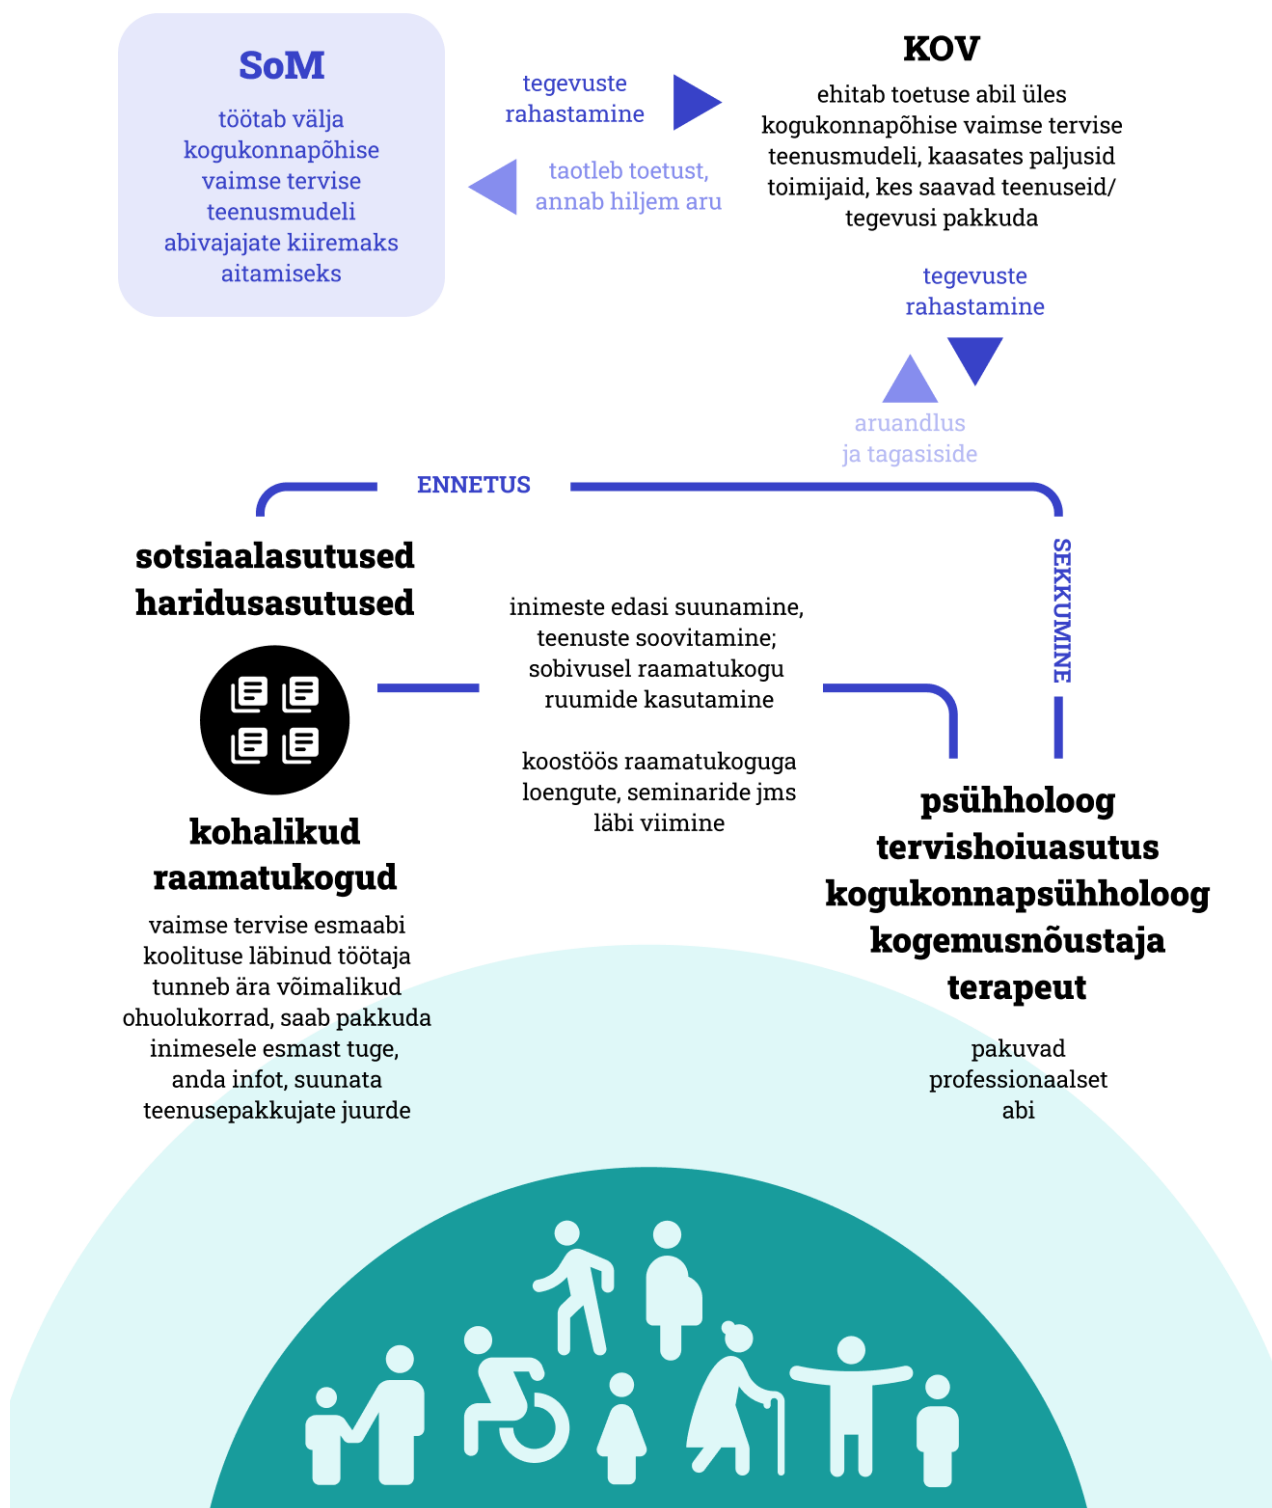 SoM
töötab välja
kogukonnapõhise
vaimse tervise
teenusmudeli
abivajajate kiiremaks
aitamiseks
tegevuste
rahastamine
taotleb toetust,
annab hiljem aru
KOV
ehitab toetuse abil üles
kogukonnapõhise vaimse tervise
teenusmudeli, kaasates paljusid
toimijaid, kes saavad teenuseid/
tegevusi pakkuda
tegevuste
rahastamine
aruandlus
ja tagasiside
ENNETUS
SEKKUMINE
sotsiaalasutused
haridusasutused
kohalikud
raamatukogud
vaimse tervise esmaabi
koolituse läbinud töötaja
tunneb ära võimalikud
ohuolukorrad, saab pakkuda
inimesele esmast tuge,
anda infot, suunata
teenusepakkujate juurde
inimeste edasi suunamine,
teenuste soovitamine;
sobivusel raamatukogu
ruumide kasutamine
koostöös raamatukoguga
loengute, seminaride jms
läbi viimine
psühholoog
tervishoiuasutus
kogukonnapsühholoog
kogemusnõustaja
terapeut
pakuvad
professionaalset
abi